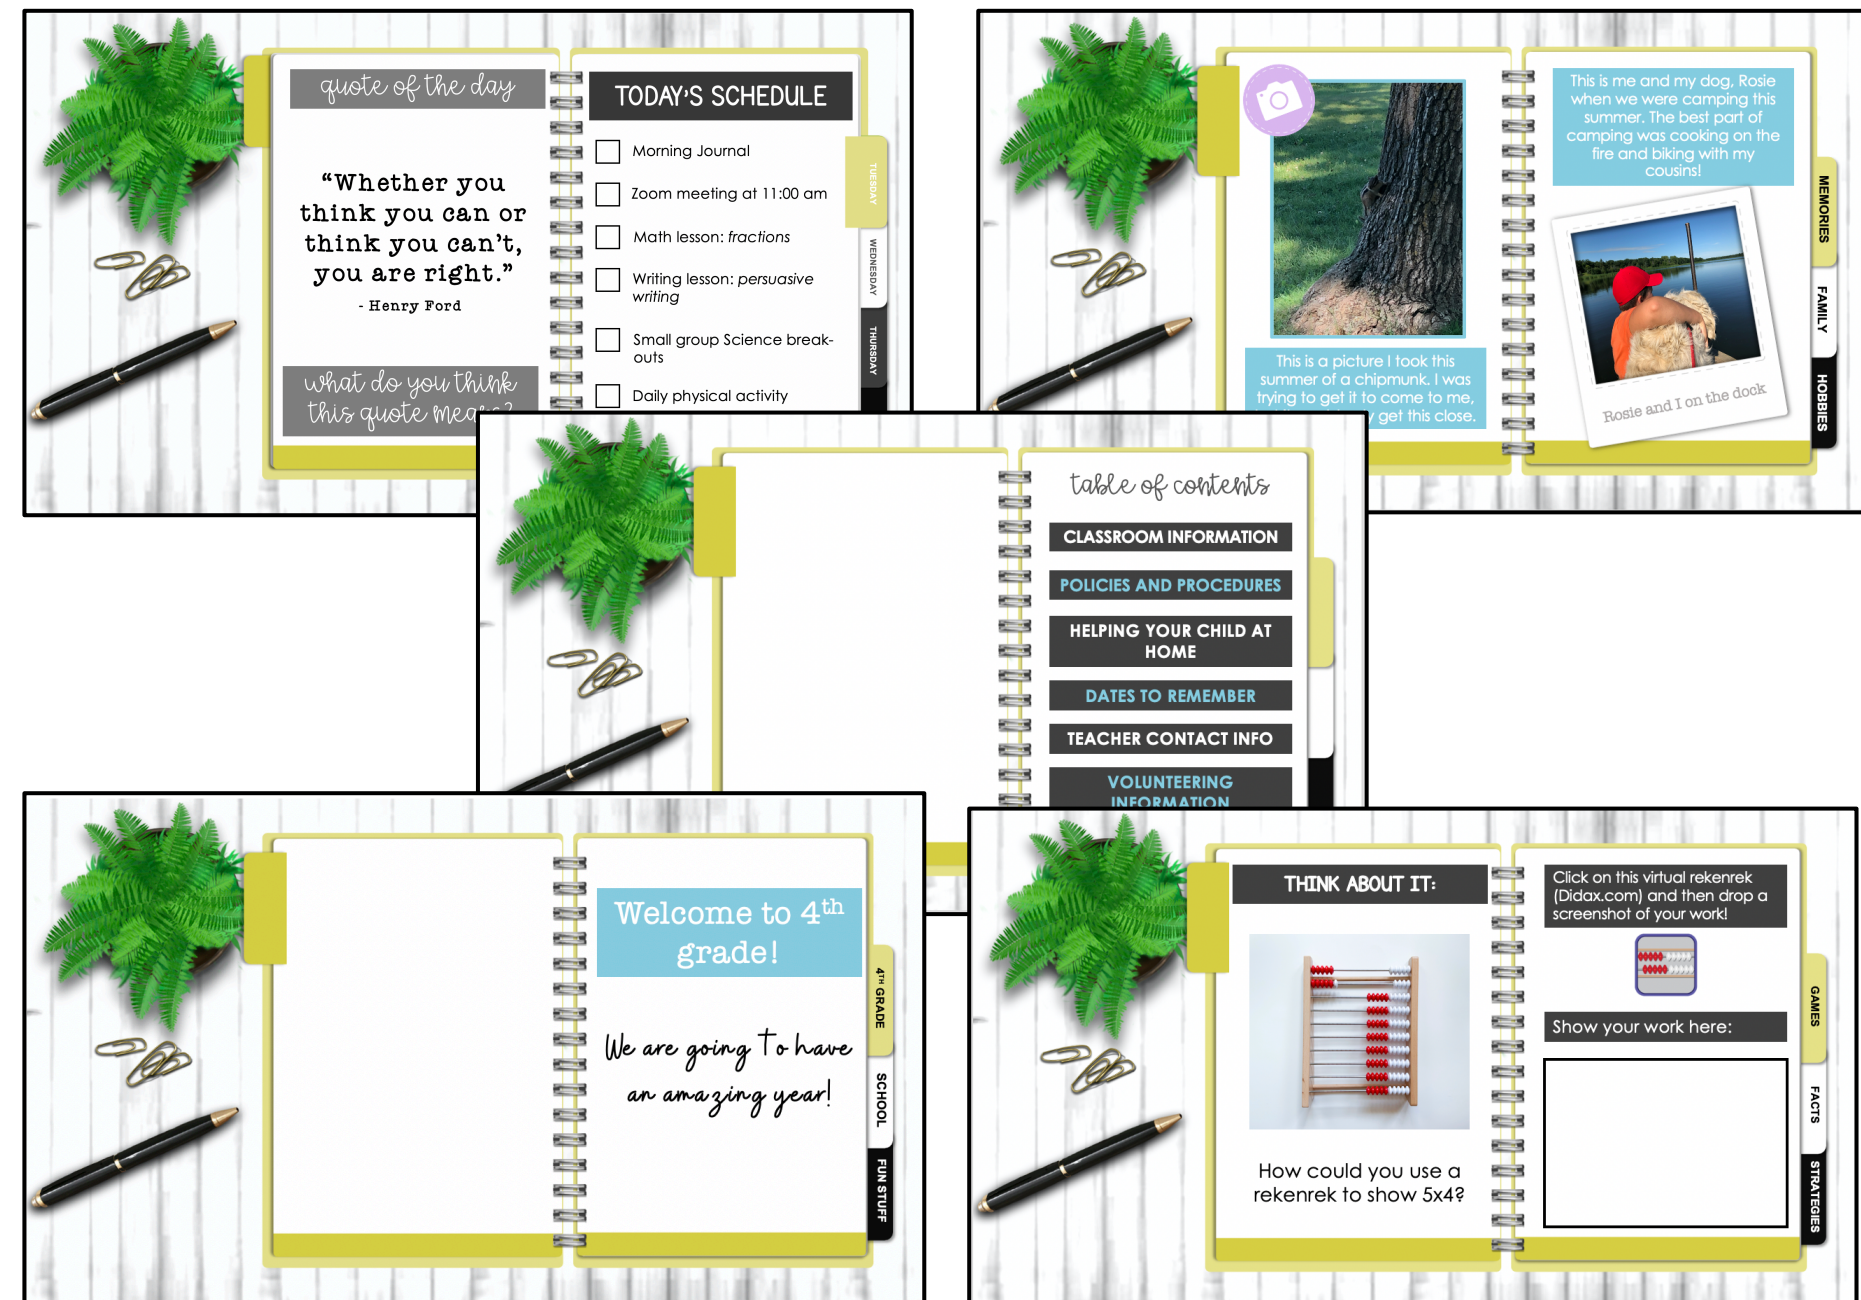 quote of the day
“Whether you
think you can or
think you can’t,
you are right.”
- Henry Ford
what do you think
this quote means?
TODAY’S SCHEDULE
Morning Journal
Zoom meeting at 11:00 am
Math lesson: fractions
Writing lesson: persuasive
writing
Small group Science break-
outs
Daily physical activity
TUESDAY
WEDNESDAY
THURSDAY
This is a picture I took this
summer of a chipmunk. I was
trying to get it to come to me,
get this close.
This is me and my dog, Rosie
when we were camping this
summer. The best part of
camping was cooking on the
fire and biking with my
cousins!
Rosie and I on the dock
MEMORIES
FAMILY
HOBBIES
table of contents
CLASSROOM INFORMATION
POLICIES AND PROCEDURES
HELPING YOUR CHILD AT
HOME
DATES TO REMEMBER
TEACHER CONTACT INFO
VOLUNTEERING
INFORMATION
Welcome to 4th
grade!
We are going to have
an amazing year!
4TH GRADE
SCHOOL
FUN STUFF
THINK ABOUT IT:
How could you use a
rekenrek to show 5x4?
Click on this virtual rekenrek
(Didax.com) and then drop a
screenshot of your work!
Show your work here:
GAMES
FACTS
STRATEGIES